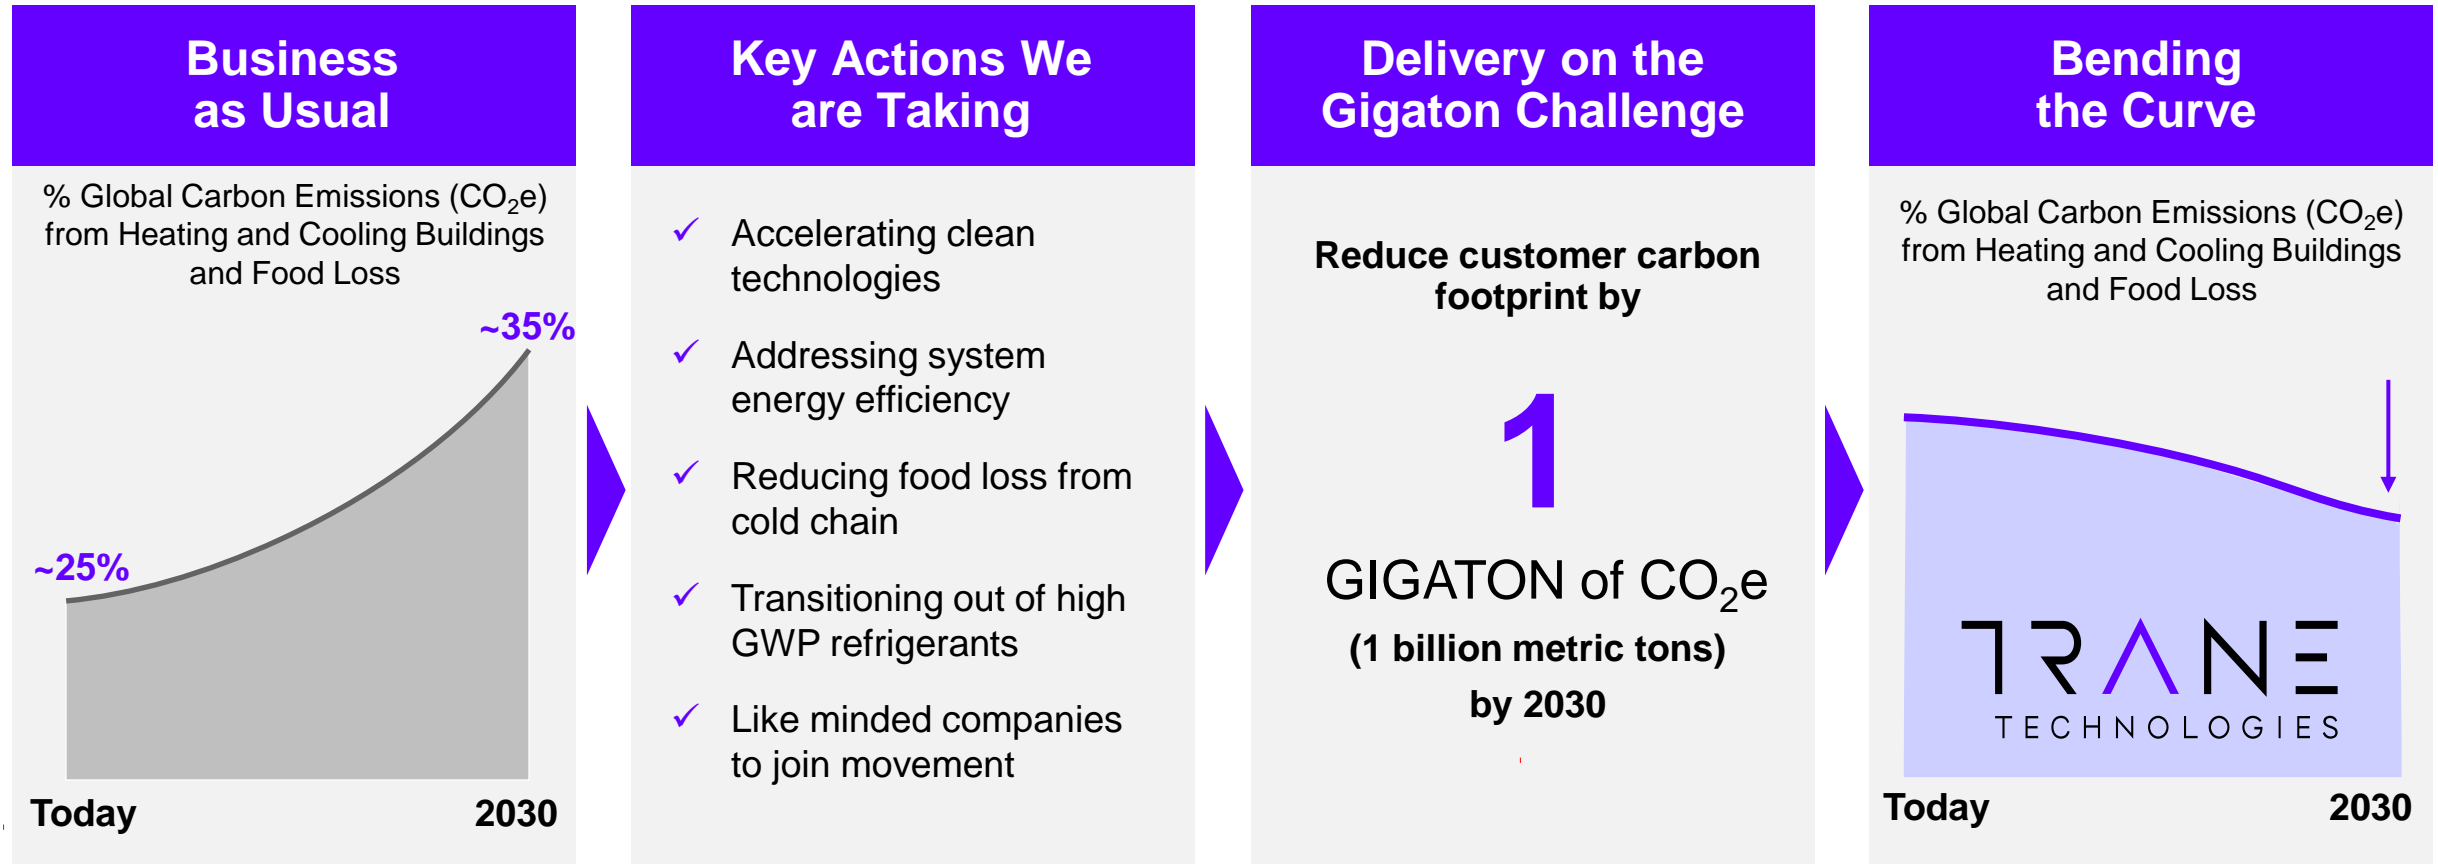 Business
as Usual
% Global Carbon Emissions (CO₂e)
from Heating and Cooling Buildings
and Food Loss
~35%
~25%
Today
2030
Key Actions We
are Taking
✓ Accelerating clean
technologies
✓ Addressing system
energy efficiency
✓ Reducing food loss from
cold chain
✓ Transitioning out of high
GWP refrigerants
✓ Like minded companies
to join movement
Delivery on the
Gigaton Challenge
Reduce customer carbon
footprint by
1
GIGATON of CO₂e
(1 billion metric tons)
by 2030
Bending
the Curve
% Global Carbon Emissions (CO₂e)
from Heating and Cooling Buildings
and Food Loss
TRANE
TECHNOLOGIES
Today
2030